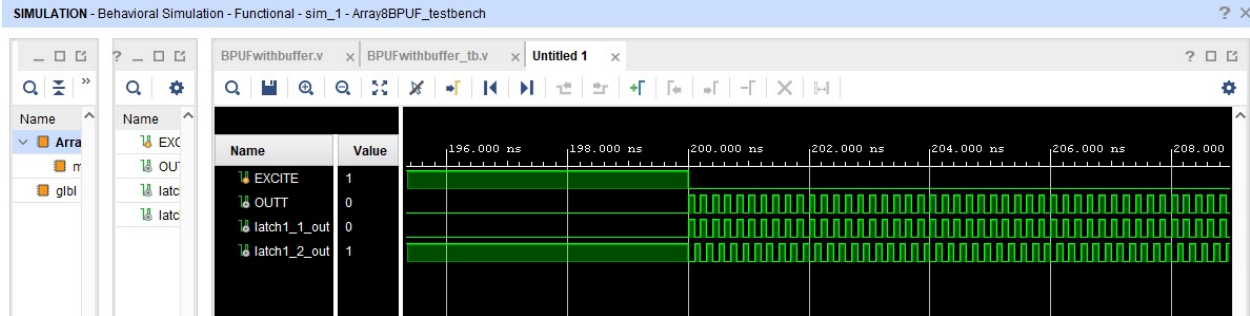 SIMULATION - Behavioral Simulation - Functional - sim_1 - Array8BPUF_testbench
BPUFwithbuffer.v
BPUFwithbuffer_tb.v
Untitled 1
Name
Arra
m
glbl
Name
EXC
OUT
latc
latc
Name Value
EXCITE 1
OUTT 0
latch1_1_out 0
latch1_2_out 1
196.000 ns 198.000 ns 200.000 ns 202.000 ns 204.000 ns 206.000 ns 208.000